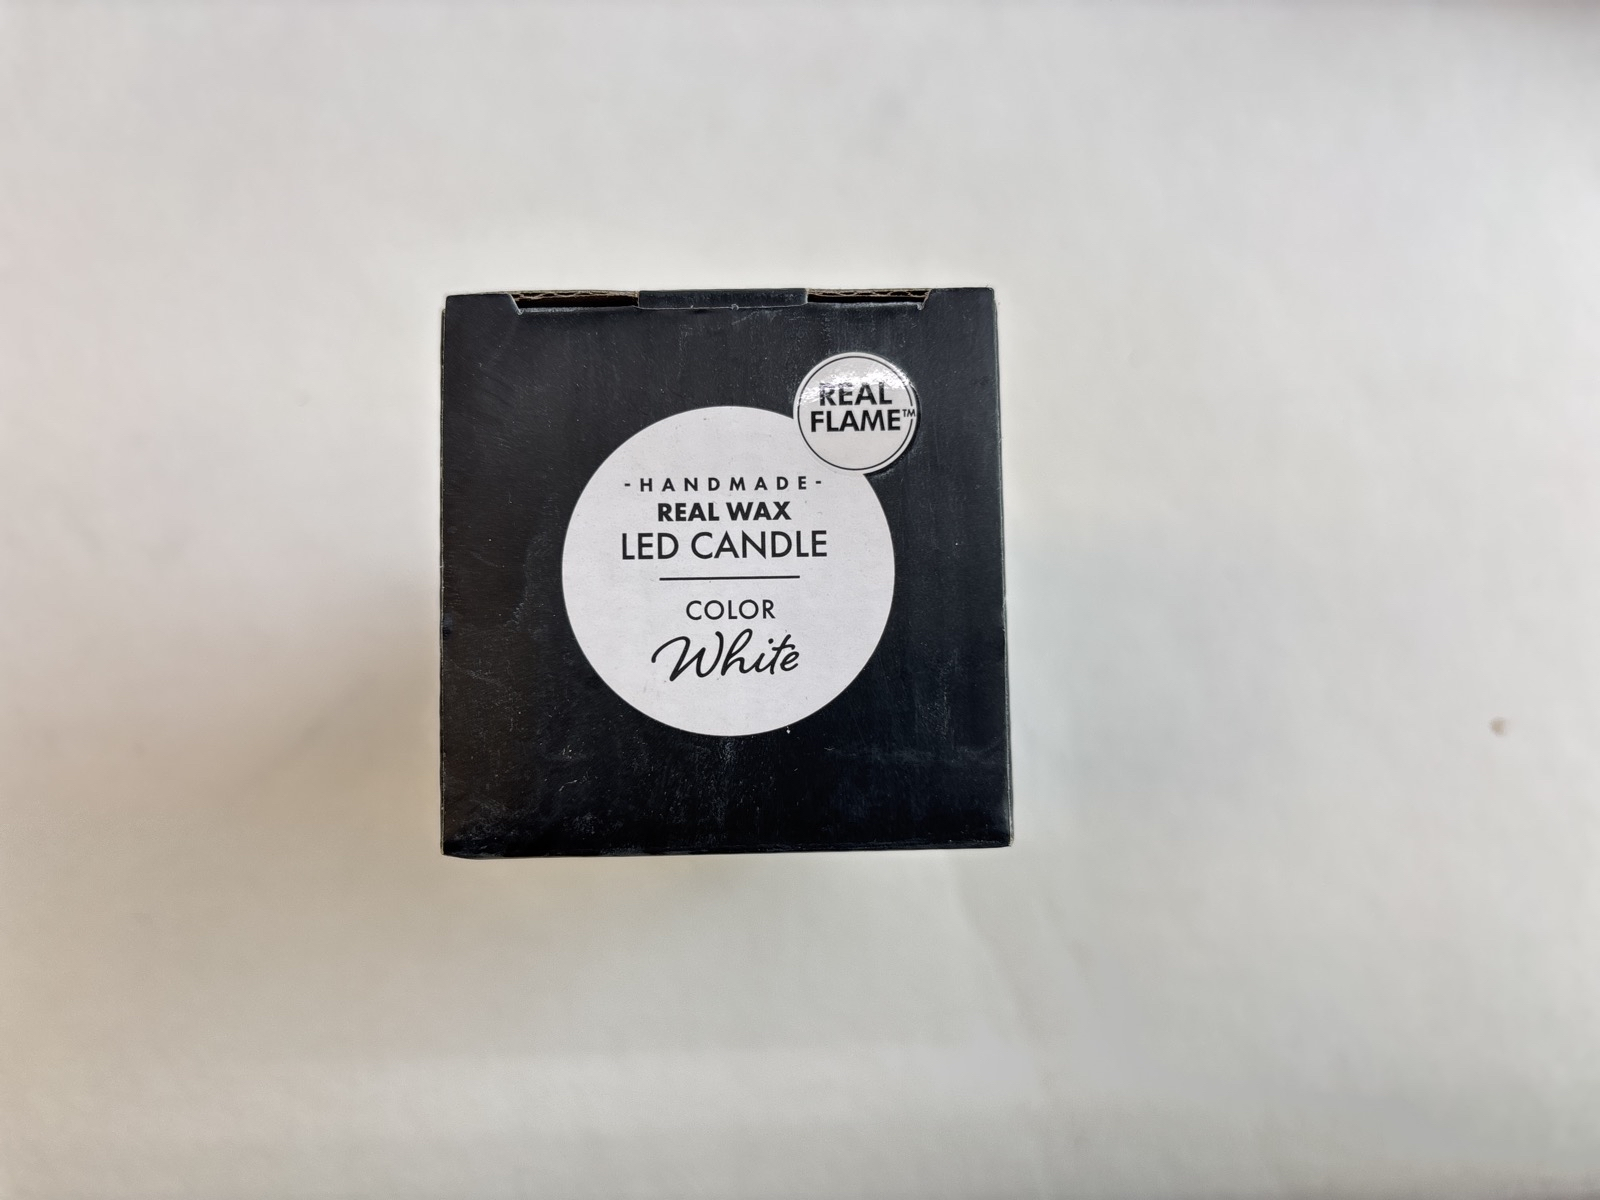 REAL
FLAME™
-HANDMADE-
REAL WAX
LED CANDLE
COLOR
White